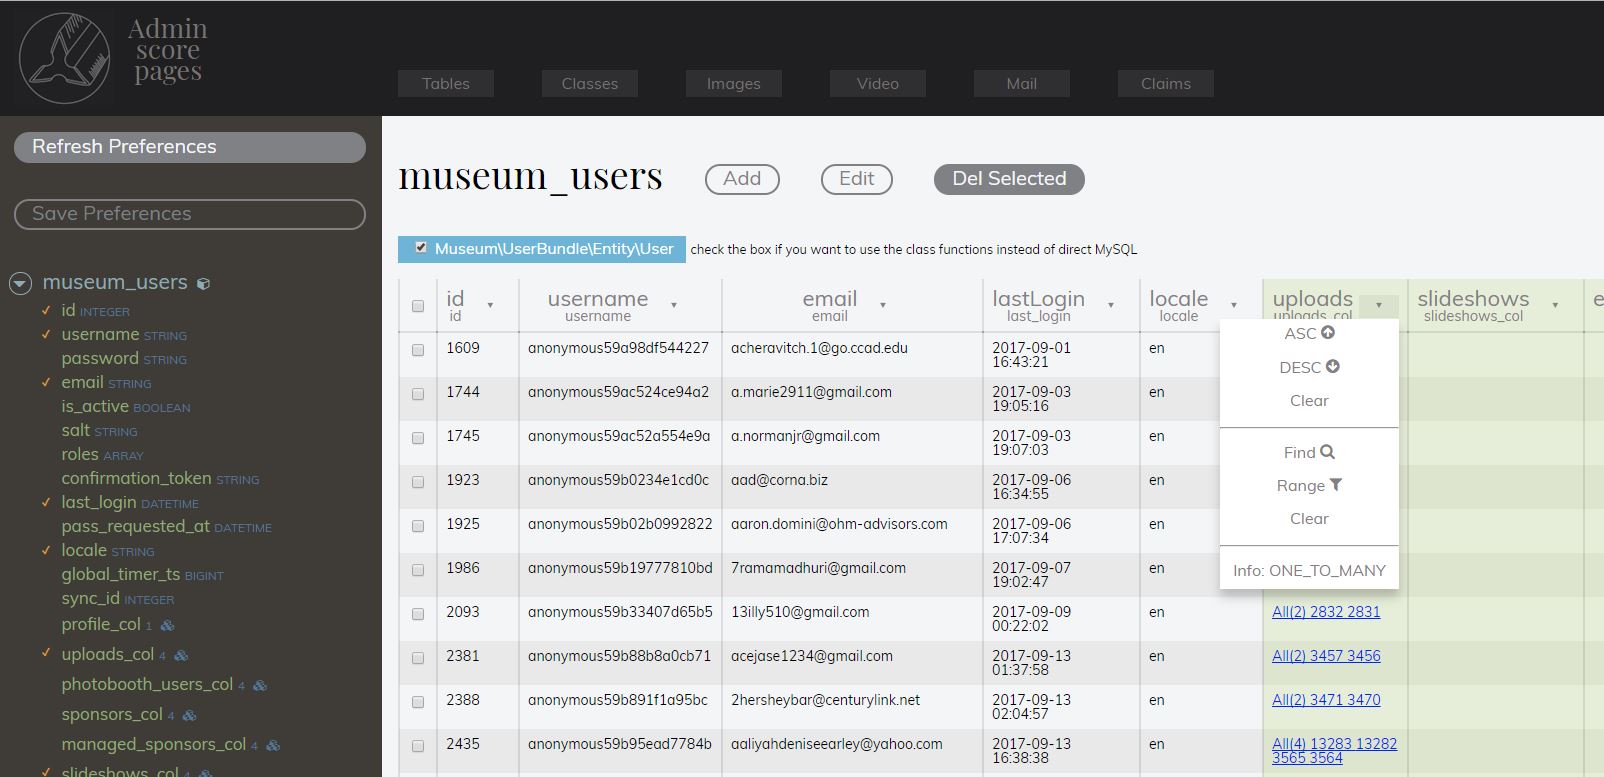 Admin
score
pages
Tables Classes Images Video Mail Claims
Refresh Preferences
Save Preferences
museum_users
id INTEGER
username STRING
password STRING
email STRING
is_active BOOLEAN
salt STRING
roles ARRAY
confirmation_token STRING
last_login DATETIME
pass_requested_at DATETIME
locale STRING
global_timer_ts BIGINT
sync_id INTEGER
profile_col 1
uploads_col 4
photobooth_users_col 4
sponsors_col 4
managed_sponsors_col 4
slideshows_col 4
museum_users Add Edit Del Selected
Museum\UserBundle\Entity\User check the box if you want to use the class functions instead of direct MySQL
id username email lastLogin locale uploads slideshows e
id username email last_login locale uploads_col slideshows_col
1609 anonymous59a98df544227 acheravitch.1@go.ccad.edu 2017-09-01 en
16:43:21
1744 anonymous59ac524ce94a2 a.marie2911@gmail.com 2017-09-03 en
19:05:16
1745 anonymous59ac52a554e9a a.normanjr@gmail.com 2017-09-03 en
19:07:03
1923 anonymous59b0234e1cd0c aad@corna.biz 2017-09-06 en
16:34:55
1925 anonymous59b02b0992822 aaron.domini@ohm-advisors.com 2017-09-06 en
17:07:34
1986 anonymous59b19777810bd 7ramamadhuri@gmail.com 2017-09-07 en
19:02:47
2093 anonymous59b33407d65b5 13illy510@gmail.com 2017-09-09 en All(2) 2832 2831
00:22:02
2381 anonymous59b88b8a0cb71 acejase1234@gmail.com 2017-09-13 en All(2) 3457 3456
01:37:58
2388 anonymous59b891f1a95bc 2hersheybar@centurylink.net 2017-09-13 en All(2) 3471 3470
02:04:57
2435 anonymous59b95ead7784b aaliyahdeniseearley@yahoo.com 2017-09-13 en All(4) 13283 13282
16:38:38 3565 3564
ASC
DESC
Clear
Find
Range
Clear
Info: ONE_TO_MANY